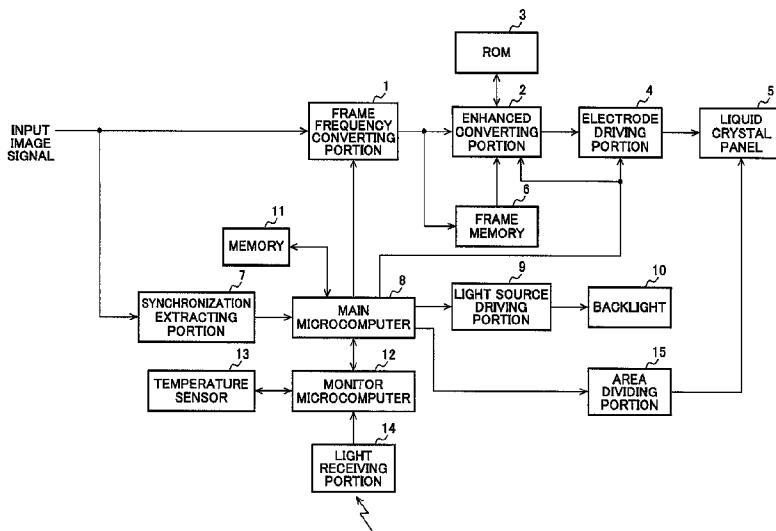 3
ROM
1
FRAME
FREQUENCY
CONVERTING
PORTION
2
ENHANCED
CONVERTING
PORTION
4
ELECTRODE
DRIVING
PORTION
5
LIQUID
CRYSTAL
PANEL
INPUT
IMAGE
SIGNAL
6
FRAME
MEMORY
11
MEMORY
7
SYNCHRONIZATION
EXTRACTING
PORTION
8
MAIN
MICROCOMPUTER
9
LIGHT SOURCE
DRIVING
PORTION
10
BACKLIGHT
13
TEMPERATURE
SENSOR
12
MONITOR
MICROCOMPUTER
15
AREA
DIVIDING
PORTION
14
LIGHT
RECEIVING
PORTION